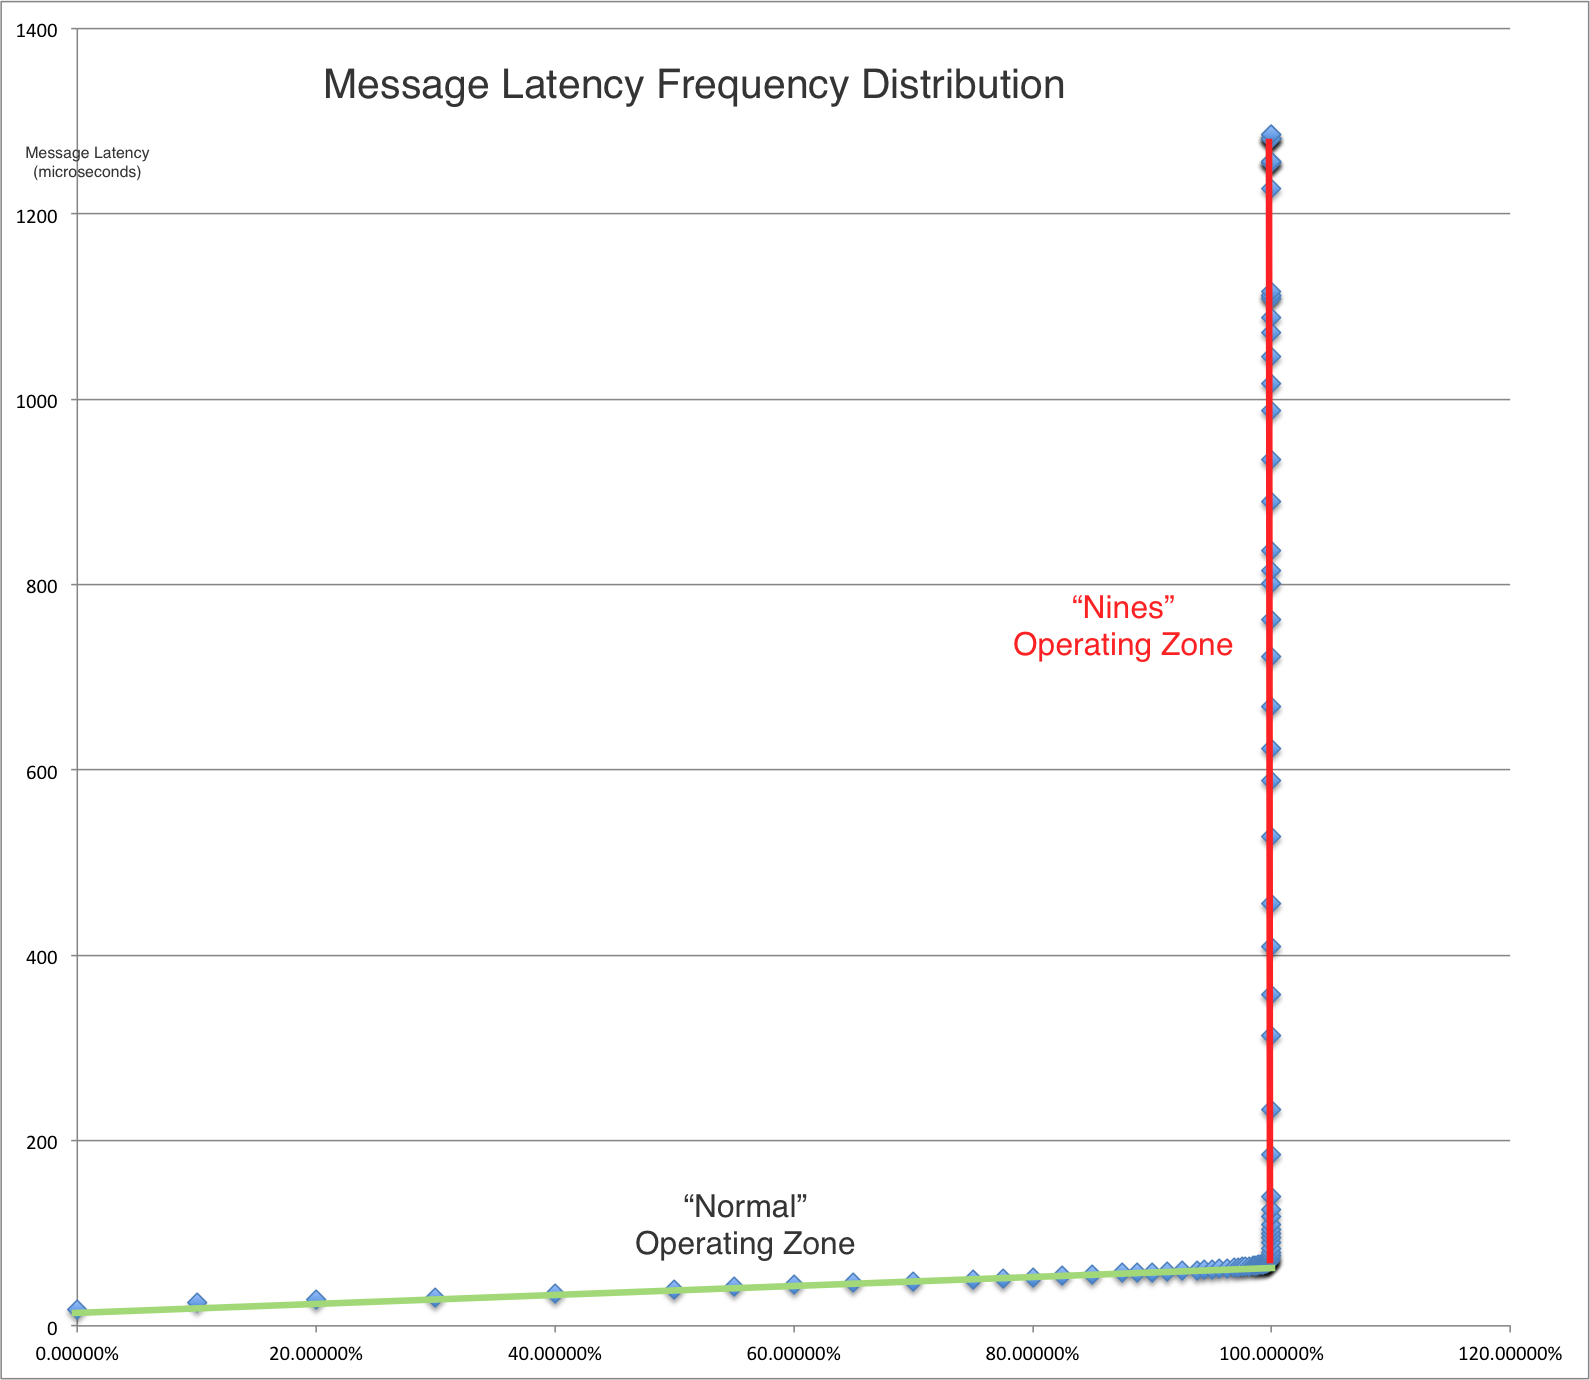 Message Latency Frequency Distribution
Message Latency
(microseconds)
1400
1200
1000
800
600
400
200
0
“Nines”
Operating Zone
“Normal”
Operating Zone
0.00000%
20.00000%
40.00000%
60.00000%
80.00000%
100.00000%
120.00000%